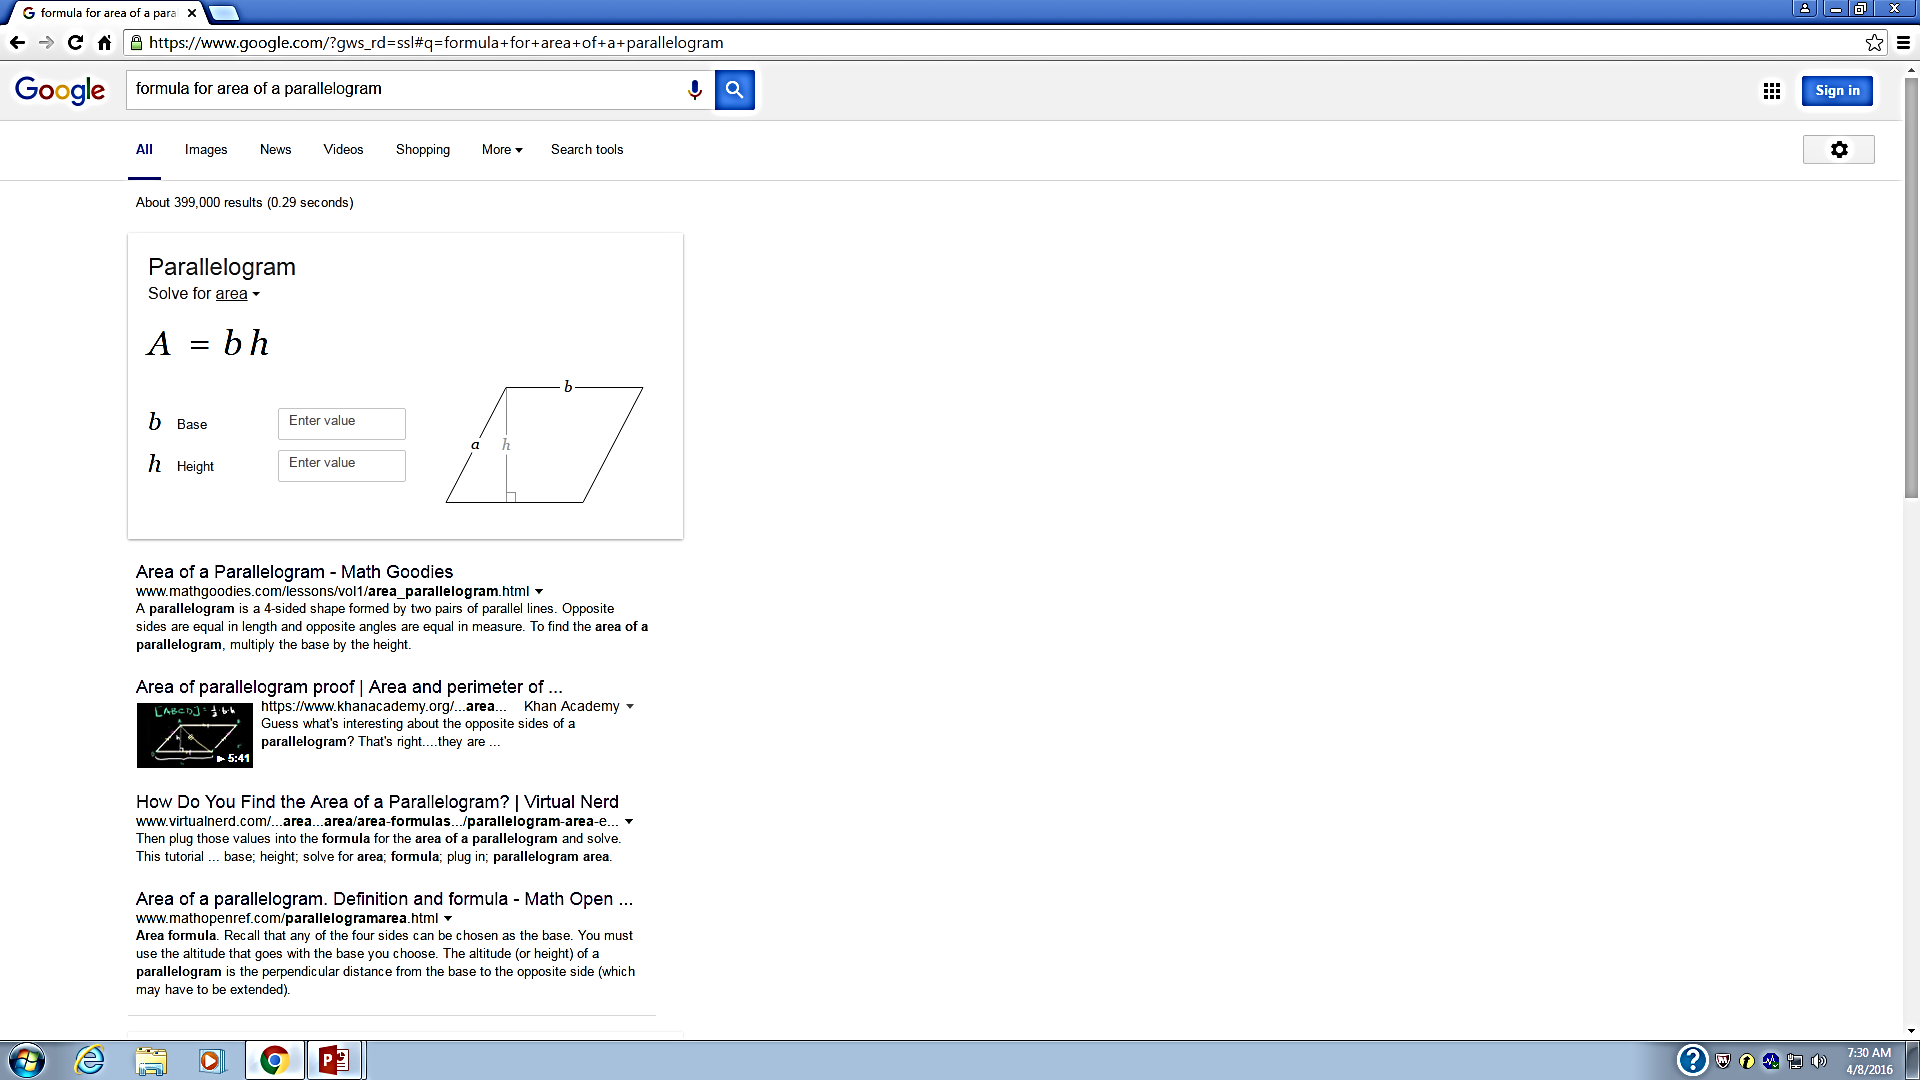 formula for area of a para
https://www.google.com/?gws_rd=ssl#q=formula+for+area+of+a+parallelogram
Google
formula for area of a parallelogram
Sign in
All Images News Videos Shopping More Search tools
About 399,000 results (0.29 seconds)
Parallelogram
Solve for area
A = b h
b Base Enter value
h Height Enter value
b
a
h
Area of a Parallelogram - Math Goodies
www.mathgoodies.com/lessons/vol1/area_parallelogram.html
A parallelogram is a 4-sided shape formed by two pairs of parallel lines. Opposite
sides are equal in length and opposite angles are equal in measure. To find the area of a
parallelogram, multiply the base by the height.
Area of parallelogram proof | Area and perimeter of ...
[ABCD]=½·b·h
5:41
https://www.khanacademy.org/...area... Khan Academy
Guess what's interesting about the opposite sides of a
parallelogram? That's right....they are ...
How Do You Find the Area of a Parallelogram? | Virtual Nerd
www.virtualnerd.com/...area...area/area-formulas.../parallelogram-area-e...
Then plug those values into the formula for the area of a parallelogram and solve.
This tutorial ... base; height; solve for area; formula; plug in; parallelogram area.
Area of a parallelogram. Definition and formula - Math Open ...
www.mathopenref.com/parallelogramarea.html
Area formula. Recall that any of the four sides can be chosen as the base. You must
use the altitude that goes with the base you choose. The altitude (or height) of a
parallelogram is the perpendicular distance from the base to the opposite side (which
may have to be extended).
7:30 AM
4/8/2016